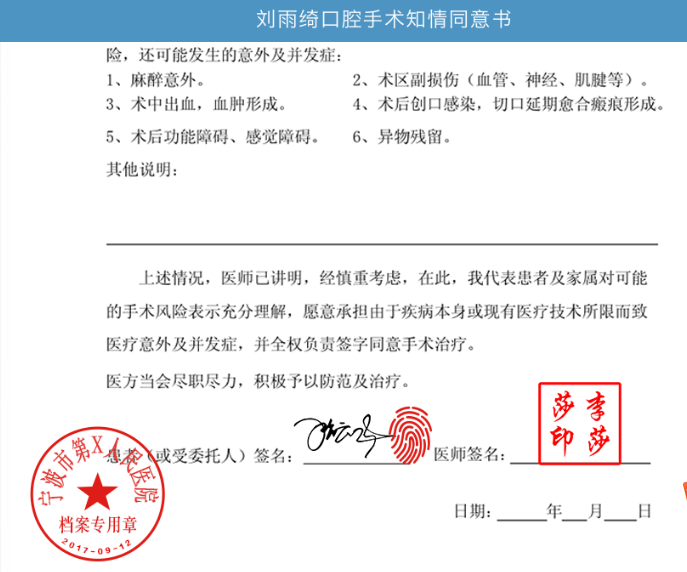 刘雨绮口腔手术知情同意书
险，还可能发生的意外及并发症：
1、麻醉意外。 2、术区副损伤（血管、神经、肌腱等）。
3、术中出血，血肿形成。 4、术后创口感染，切口延期愈合瘢痕形成。
5、术后功能障碍、感觉障碍。 6、异物残留。
其他说明：
上述情况，医师已讲明，经慎重考虑，在此，我代表患者及家属对可能
的手术风险表示充分理解，愿意承担由于疾病本身或现有医疗技术所限而致
医疗意外及并发症，并全权负责签字同意手术治疗。
医方当会尽职尽力，积极予以防范及治疗。
患者（或受委托人）签名： 医师签名：
李莎莎印
宁波市第X人民医院
档案专用章
2017-09-12
日期： 年 月 日